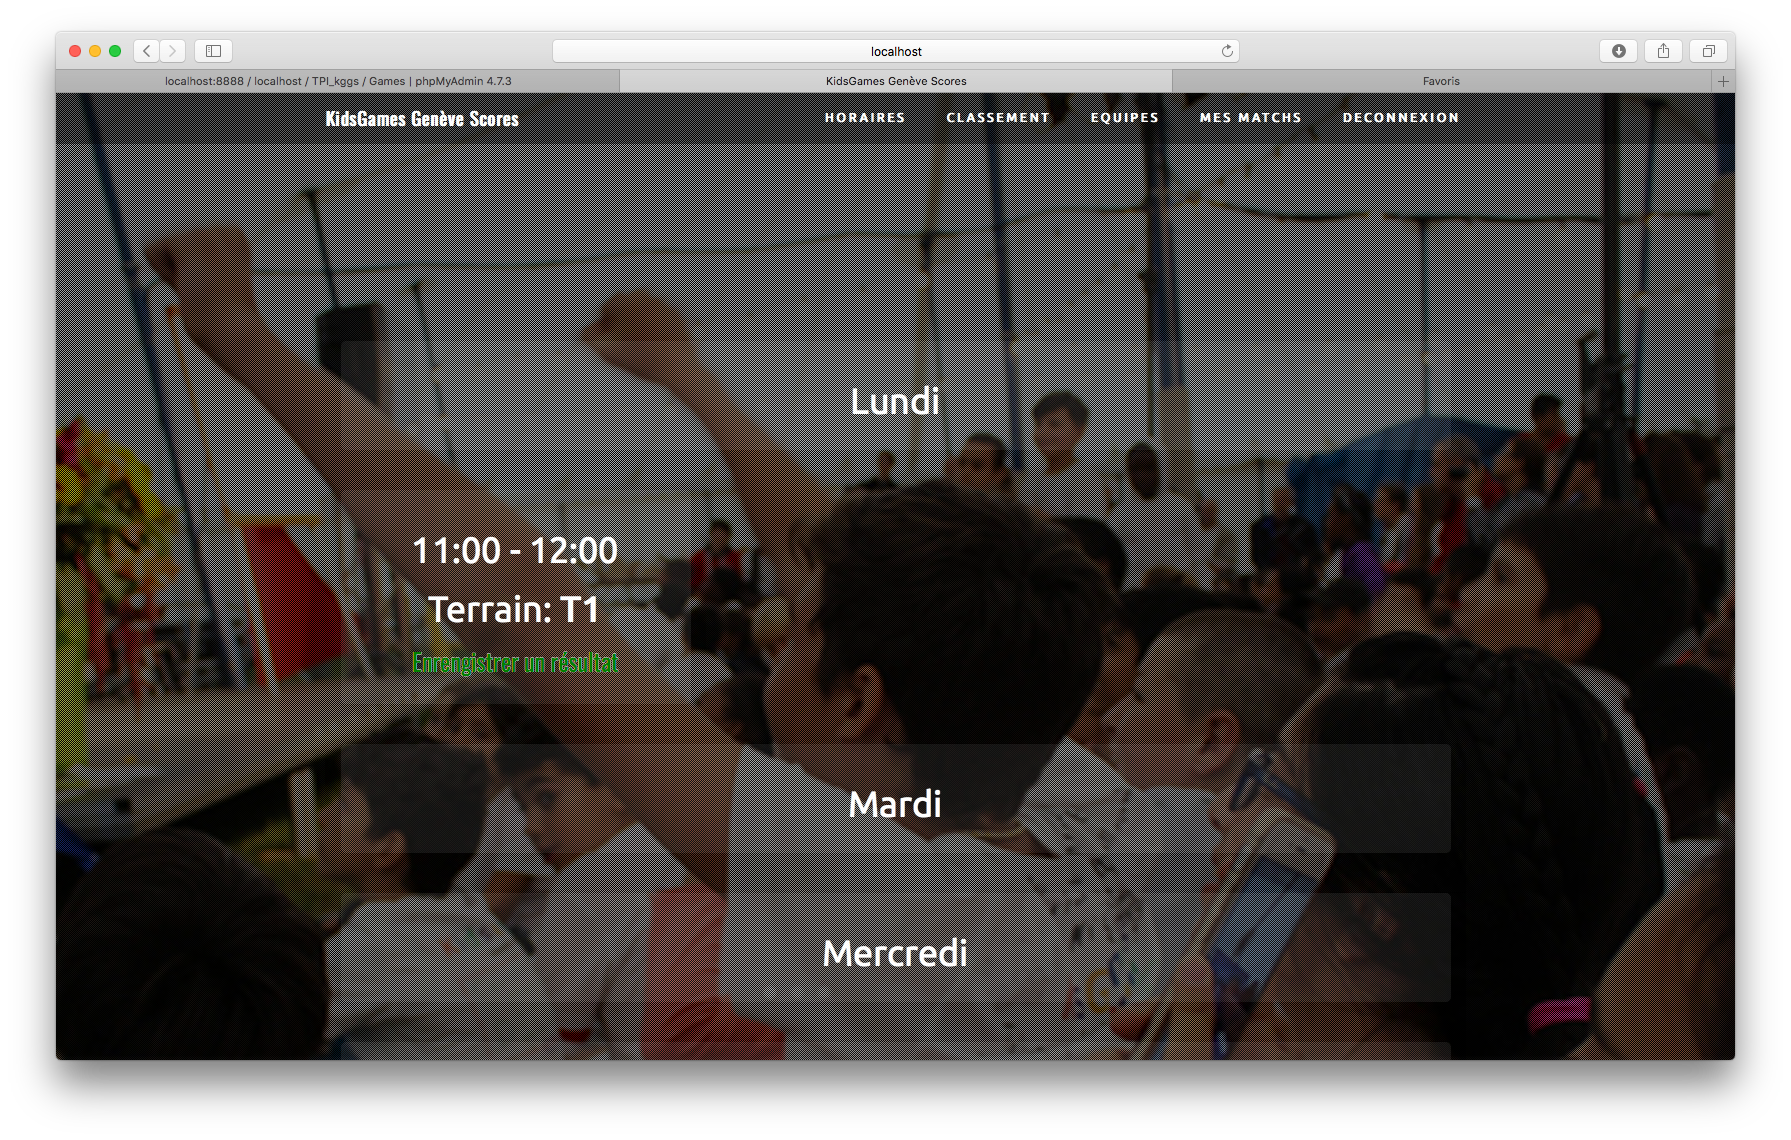 localhost
localhost:8888 / localhost / TPI_kggs / Games | phpMyAdmin 4.7.3
KidsGames Genève Scores
Favoris
KidsGames Genève Scores
HORAIRES
CLASSEMENT
EQUIPES
MES MATCHS
DECONNEXION
Lundi
11:00 - 12:00
Terrain: T1
Enrengistrer un résultat
Mardi
Mercredi